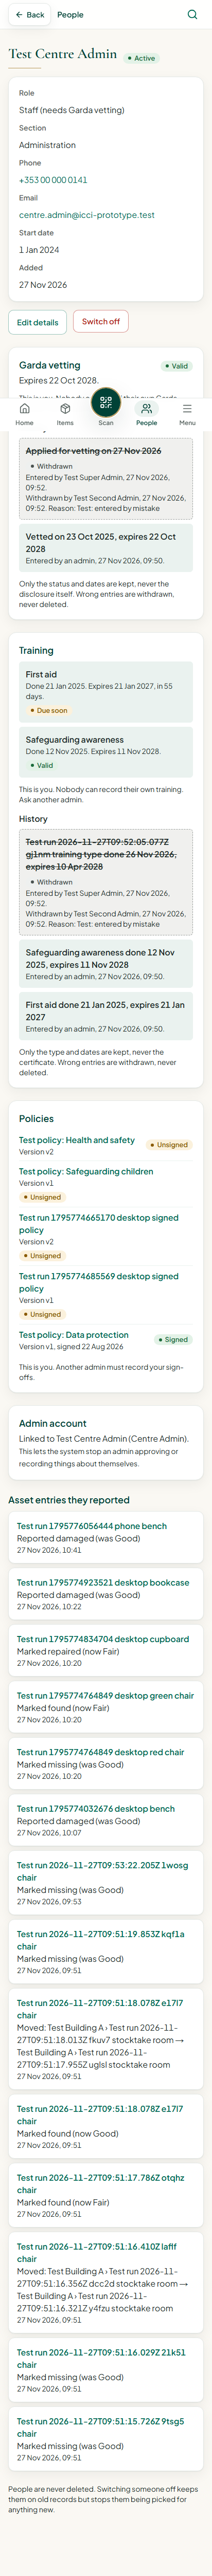 Back
People
Test Centre Admin
Active
Role
Staff (needs Garda vetting)
Section
Administration
Phone
+353 00 000 0141
Email
centre.admin@icci-prototype.test
Start date
1 Jan 2024
Added
27 Nov 2026
Edit details
Switch off
Garda vetting
Valid
Expires 22 Oct 2028.
Home
Items
Scan
People
Menu
Applied for vetting on 27 Nov 2026
Withdrawn
Entered by Test Super Admin, 27 Nov 2026,
09:52.
Withdrawn by Test Second Admin, 27 Nov 2026,
09:52. Reason: Test: entered by mistake
Vetted on 23 Oct 2025, expires 22 Oct
2028
Entered by an admin, 27 Nov 2026, 09:50.
Only the status and dates are kept, never the
disclosure itself. Wrong entries are withdrawn,
never deleted.
Training
First aid
Done 21 Jan 2025. Expires 21 Jan 2027, in 55
days.
Due soon
Safeguarding awareness
Done 12 Nov 2025. Expires 11 Nov 2028.
Valid
This is you. Nobody can record their own training.
Ask another admin.
History
Test run 2026-11-27T09:52:05.077Z
gj1nm training type done 26 Nov 2026,
expires 10 Apr 2028
Withdrawn
Entered by Test Super Admin, 27 Nov 2026,
09:52.
Withdrawn by Test Second Admin, 27 Nov 2026,
09:52. Reason: Test: entered by mistake
Safeguarding awareness done 12 Nov
2025, expires 11 Nov 2028
Entered by an admin, 27 Nov 2026, 09:50.
First aid done 21 Jan 2025, expires 21 Jan
2027
Entered by an admin, 27 Nov 2026, 09:50.
Only the type and dates are kept, never the
certificate. Wrong entries are withdrawn, never
deleted.
Policies
Test policy: Health and safety
Unsigned
Version v2
Test policy: Safeguarding children
Version v1
Unsigned
Test run 1795774665170 desktop signed
policy
Version v2
Unsigned
Test run 1795774685569 desktop signed
policy
Version v1
Unsigned
Test policy: Data protection
Signed
Version v1, signed 22 Aug 2026
This is you. Another admin must record your sign-
offs.
Admin account
Linked to Test Centre Admin (Centre Admin).
This lets the system stop an admin approving or
recording things about themselves.
Asset entries they reported
Test run 1795776056444 phone bench
Reported damaged (was Good)
27 Nov 2026, 10:41
Test run 1795774923521 desktop bookcase
Reported damaged (was Good)
27 Nov 2026, 10:22
Test run 1795774834704 desktop cupboard
Marked repaired (now Fair)
27 Nov 2026, 10:20
Test run 1795774764849 desktop green chair
Marked found (now Fair)
27 Nov 2026, 10:20
Test run 1795774764849 desktop red chair
Marked missing (was Good)
27 Nov 2026, 10:20
Test run 1795774032676 desktop bench
Reported damaged (was Good)
27 Nov 2026, 10:07
Test run 2026-11-27T09:53:22.205Z 1wosg
chair
Marked missing (was Good)
27 Nov 2026, 09:53
Test run 2026-11-27T09:51:19.853Z kqf1a
chair
Marked missing (was Good)
27 Nov 2026, 09:51
Test run 2026-11-27T09:51:18.078Z e17l7
chair
Moved: Test Building A › Test run 2026-11-
27T09:51:18.013Z fkuv7 stocktake room →
Test Building A › Test run 2026-11-
27T09:51:17.955Z uglsl stocktake room
27 Nov 2026, 09:51
Test run 2026-11-27T09:51:18.078Z e17l7
chair
Marked found (now Good)
27 Nov 2026, 09:51
Test run 2026-11-27T09:51:17.786Z otqhz
chair
Marked found (now Fair)
27 Nov 2026, 09:51
Test run 2026-11-27T09:51:16.410Z laflf
chair
Moved: Test Building A › Test run 2026-11-
27T09:51:16.356Z dcc2d stocktake room →
Test Building A › Test run 2026-11-
27T09:51:16.321Z y4fzu stocktake room
27 Nov 2026, 09:51
Test run 2026-11-27T09:51:16.029Z 21k51
chair
Marked missing (was Good)
27 Nov 2026, 09:51
Test run 2026-11-27T09:51:15.726Z 9tsg5
chair
Marked missing (was Good)
27 Nov 2026, 09:51
People are never deleted. Switching someone off keeps
them on old records but stops them being picked for
anything new.